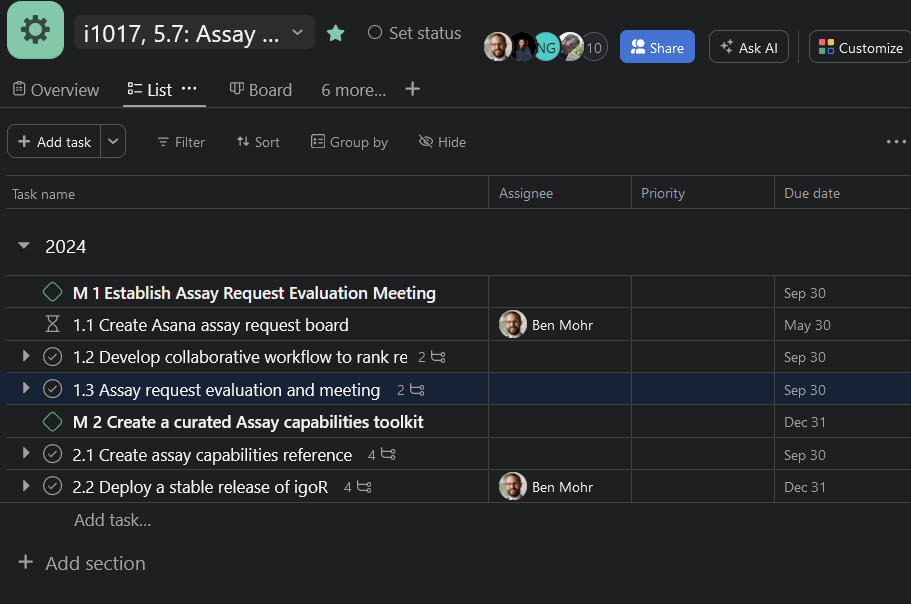 i1017, 5.7: Assay ... Set status NG 10 Share Ask AI Customize
Overview List ... Board 6 more... +
+ Add task Filter Sort Group by Hide ...
Task name Assignee Priority Due date
2024
M 1 Establish Assay Request Evaluation Meeting Sep 30
1.1 Create Asana assay request board Ben Mohr May 30
1.2 Develop collaborative workflow to rank re 2 Sep 30
1.3 Assay request evaluation and meeting 2 Sep 30
M 2 Create a curated Assay capabilities toolkit Dec 31
2.1 Create assay capabilities reference 4 Sep 30
2.2 Deploy a stable release of igoR 4 Ben Mohr Dec 31
Add task...
+ Add section